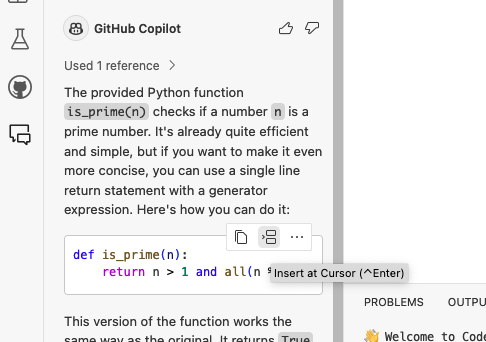 GitHub Copilot
Used 1 reference
The provided Python function
is_prime(n) checks if a number n is a
prime number. It's already quite efficient
and simple, but if you want to make it even
more concise, you can use a single line
return statement with a generator
expression. Here's how you can do it:
def is_prime(n):
return n > 1 and all(n %
Insert at Cursor (^Enter)
PROBLEMS OUTPU
This version of the function works the
👋 Welcome to Code
same way as the original. It returns True